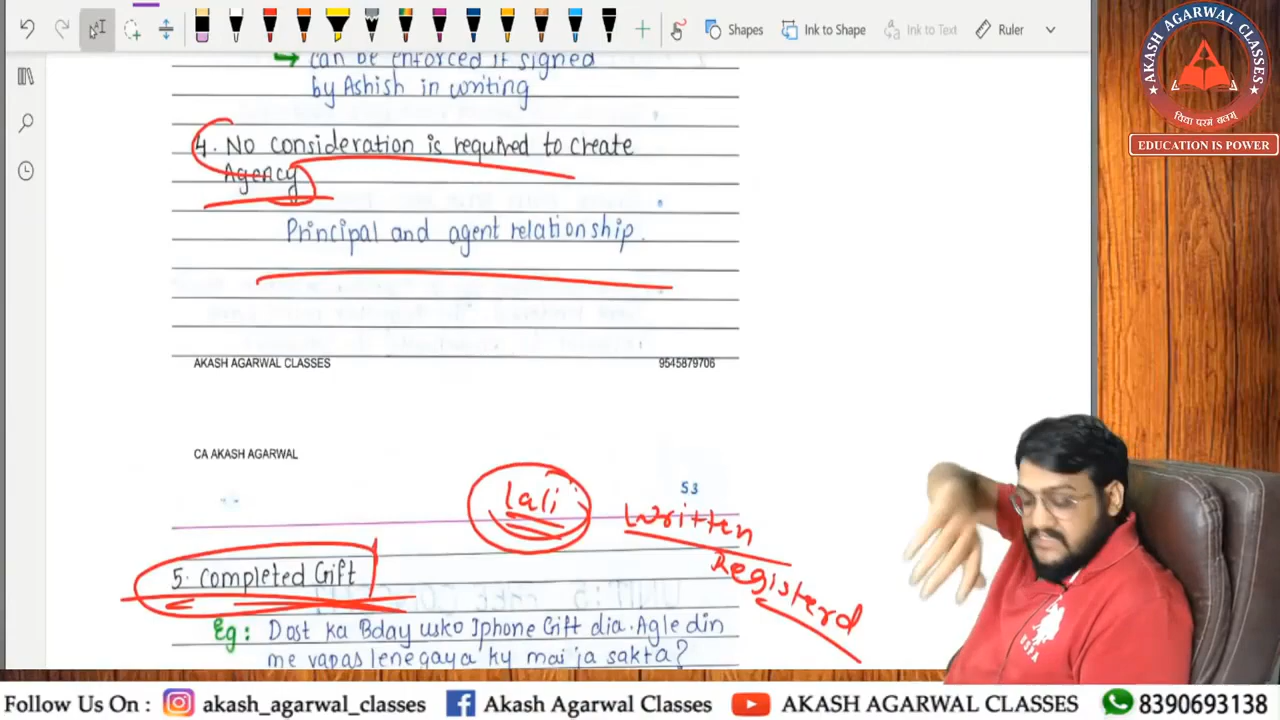 Shapes
Ink to Shape
Ink to Text
Ruler
can be enforced if signed
by Ashish in writing
4. No consideration is required to create
Agency
Principal and agent relationship.
AKASH AGARWAL CLASSES 9545879706
CA AKASH AGARWAL
53
lali
Written
Registerd
5. Completed Gift
Eg: Dost ka Bday usko Iphone Gift dia. Agle din
me vapas lene gaya ky mai ja sakta?
AKASH AGARWAL CLASSES
विद्या परमं बलम्
EDUCATION IS POWER
Follow Us On : akash_agarwal_classes Akash Agarwal Classes AKASH AGARWAL CLASSES 8390693138